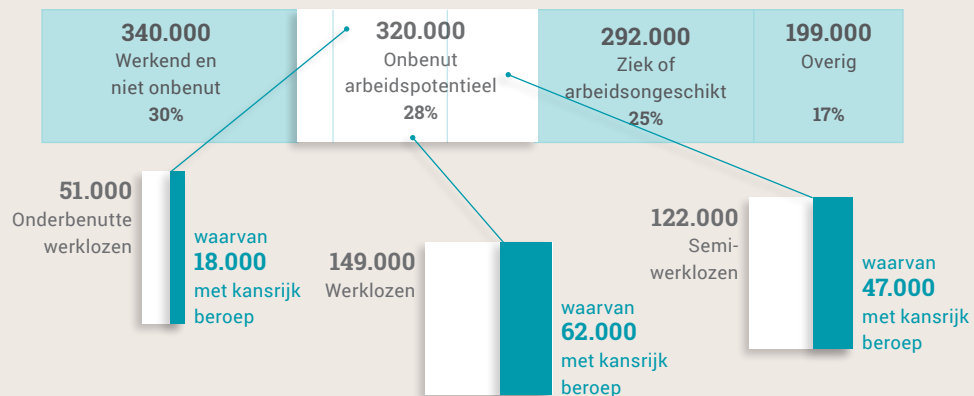 340.000
Werkend en
niet onbenut
30%
320.000
Onbenut
arbeidspotentieel
28%
292.000
Ziek of
arbeidsongeschikt
25%
199.000
Overig
17%
51.000
Onderbenutte
werklozen
waarvan
18.000
met kansrijk
beroep
149.000
Werklozen
waarvan
62.000
met kansrijk
beroep
122.000
Semi-
werklozen
waarvan
47.000
met kansrijk
beroep